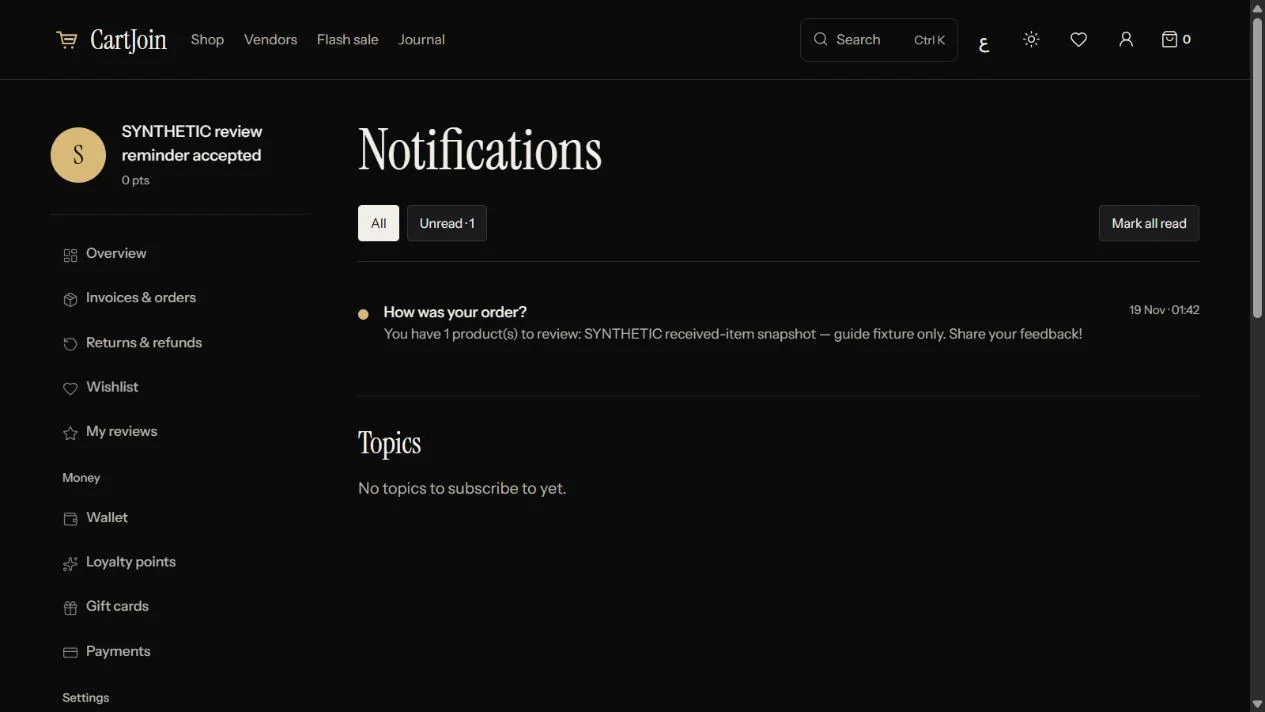 CartJoin
Shop
Vendors
Flash sale
Journal
Search
Ctrl K
ع
0
S
SYNTHETIC review
reminder accepted
0 pts
Overview
Invoices & orders
Returns & refunds
Wishlist
My reviews
Money
Wallet
Loyalty points
Gift cards
Payments
Settings
Notifications
All
Unread · 1
Mark all read
How was your order?
19 Nov · 01:42
You have 1 product(s) to review: SYNTHETIC received-item snapshot — guide fixture only. Share your feedback!
Topics
No topics to subscribe to yet.